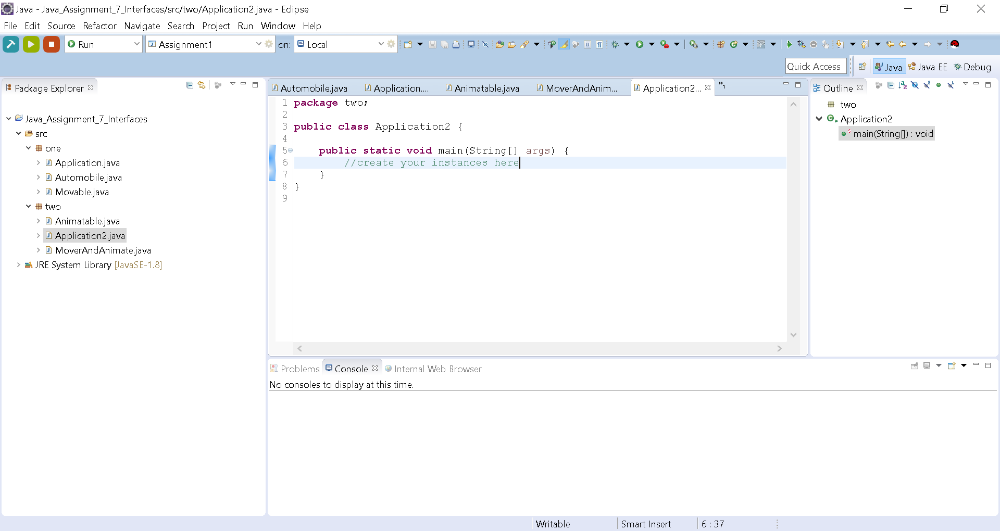 Java - Java_Assignment_7_Interfaces/src/two/Application2.java - Eclipse
File Edit Source Refactor Navigate Search Project Run Window Help
Run Assignment1 on: Local
Quick Access Java Java EE Debug
Package Explorer
Java_Assignment_7_Interfaces
src
one
Application.java
Automobile.java
Movable.java
two
Animatable.java
Application2.java
MoverAndAnimate.java
JRE System Library [JavaSE-1.8]
Automobile.java Application.... Animatable.java MoverAndAnim... Application2... »1
1 package two;
2
3 public class Application2 {
4
5 public static void main(String[] args) {
6 //create your instances here
7 }
8 }
9
Outline
two
Application2
main(String[]) : void
Problems Console Internal Web Browser
No consoles to display at this time.
Writable Smart Insert 6 : 37